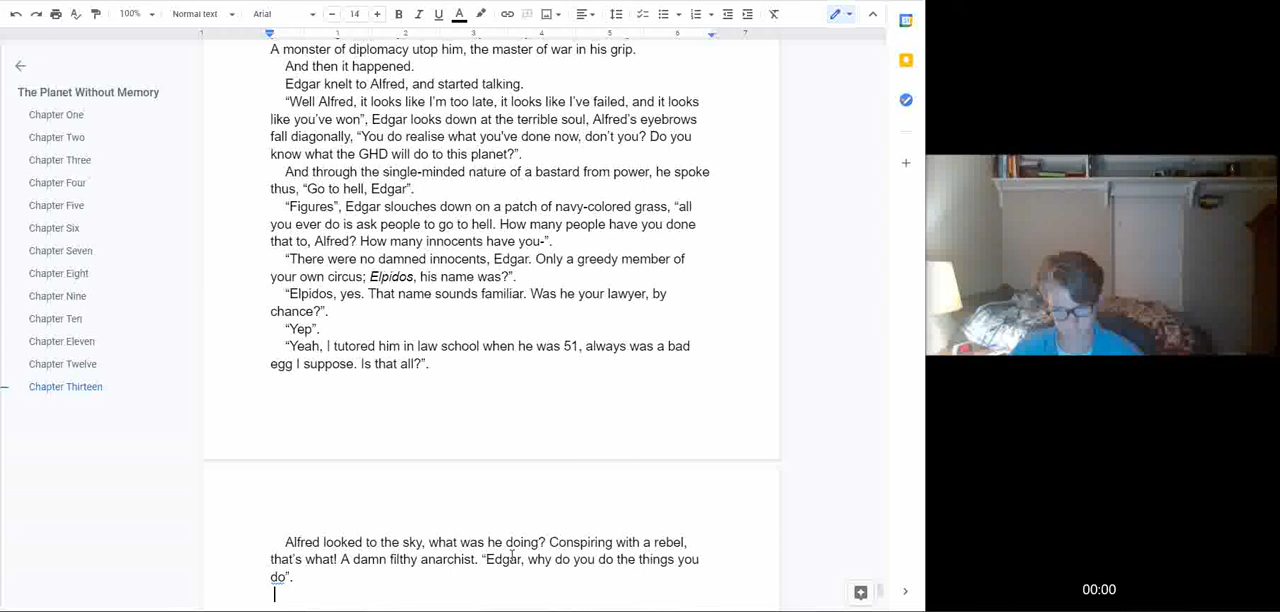 100%
Normal text
Arial
14
B I U A
1 1 2 3 4 5 6 7
The Planet Without Memory
Chapter One
Chapter Two
Chapter Three
Chapter Four
Chapter Five
Chapter Six
Chapter Seven
Chapter Eight
Chapter Nine
Chapter Ten
Chapter Eleven
Chapter Twelve
Chapter Thirteen
A monster of diplomacy utop him, the master of war in his grip.
And then it happened.
Edgar knelt to Alfred, and started talking.
“Well Alfred, it looks like I’m too late, it looks like I’ve failed, and it looks
like you’ve won”, Edgar looks down at the terrible soul, Alfred’s eyebrows
fall diagonally, “You do realise what you've done now, don’t you? Do you
know what the GHD will do to this planet?”.
And through the single-minded nature of a bastard from power, he spoke
thus, “Go to hell, Edgar”.
“Figures”, Edgar slouches down on a patch of navy-colored grass, “all
you ever do is ask people to go to hell. How many people have you done
that to, Alfred? How many innocents have you-”.
“There were no damned innocents, Edgar. Only a greedy member of
your own circus; Elpidos, his name was?”.
“Elpidos, yes. That name sounds familiar. Was he your lawyer, by
chance?”.
“Yep”.
“Yeah, I tutored him in law school when he was 51, always was a bad
egg I suppose. Is that all?”.
Alfred looked to the sky, what was he doing? Conspiring with a rebel,
that’s what! A damn filthy anarchist. “Edgar, why do you do the things you
do”.
00:00